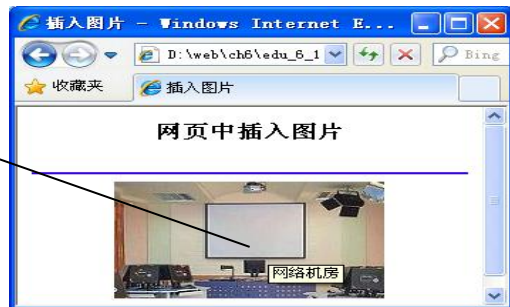 插入图片 - Windows Internet E...
D:\web\ch6\edu_6_1
Bing
收藏夹
插入图片
网页中插入图片
网络机房